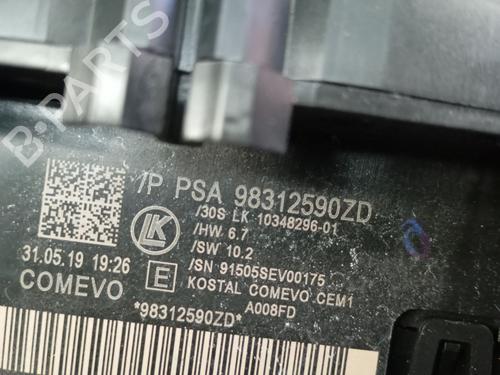 B-PARTS
/P PSA 98312590ZD
/30S LK 10348296-01
/HW 6.7
/SW 10.2
/SN 91505SEV00175
KOSTAL COMEVO CEM1
A008FD
LK
E
31.05.19 19:26
COMEVO
*98312590ZD*